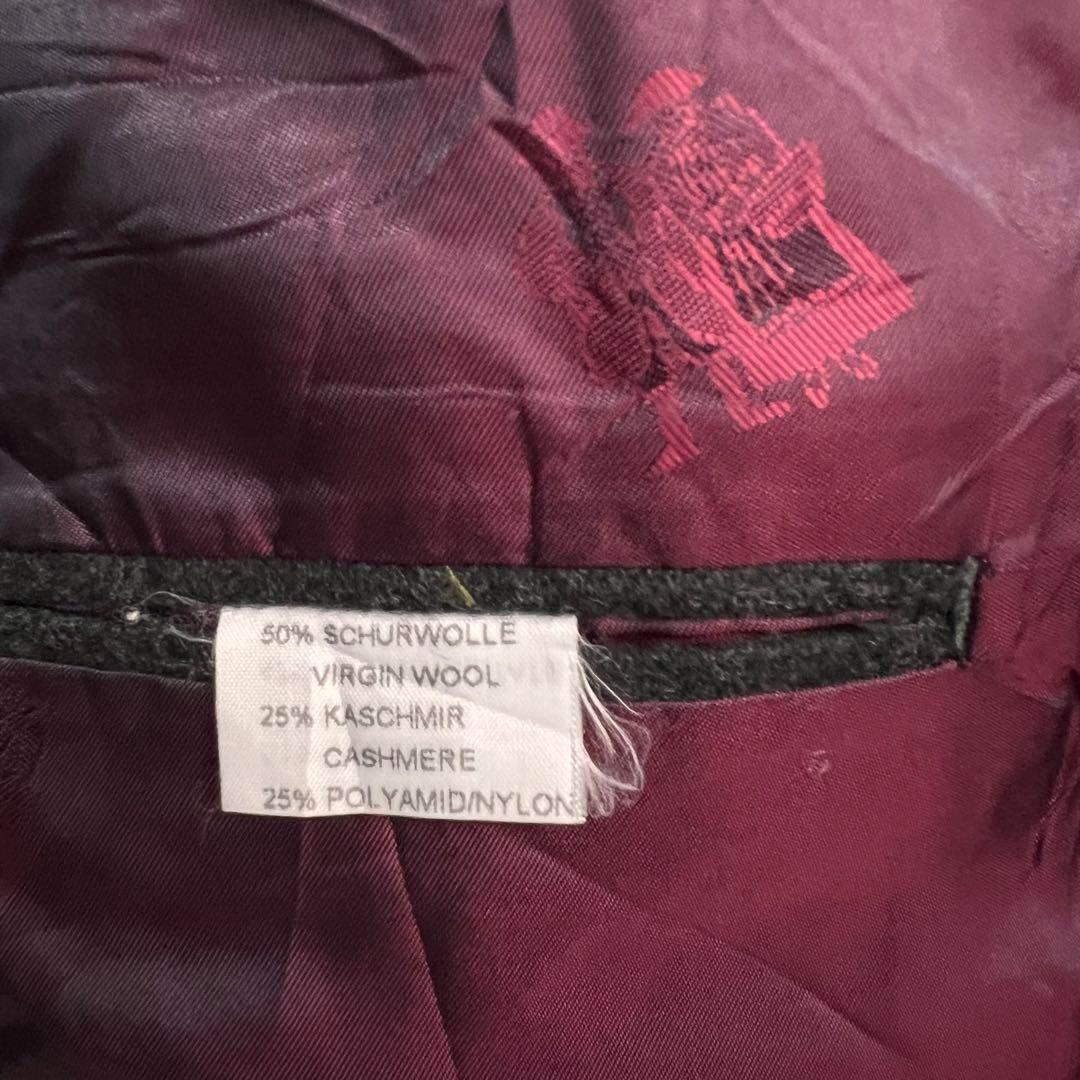 50% SCHURWOLLE
VIRGIN WOOL
25% KASCHMIR
CASHMERE
25% POLYAMID/NYLON